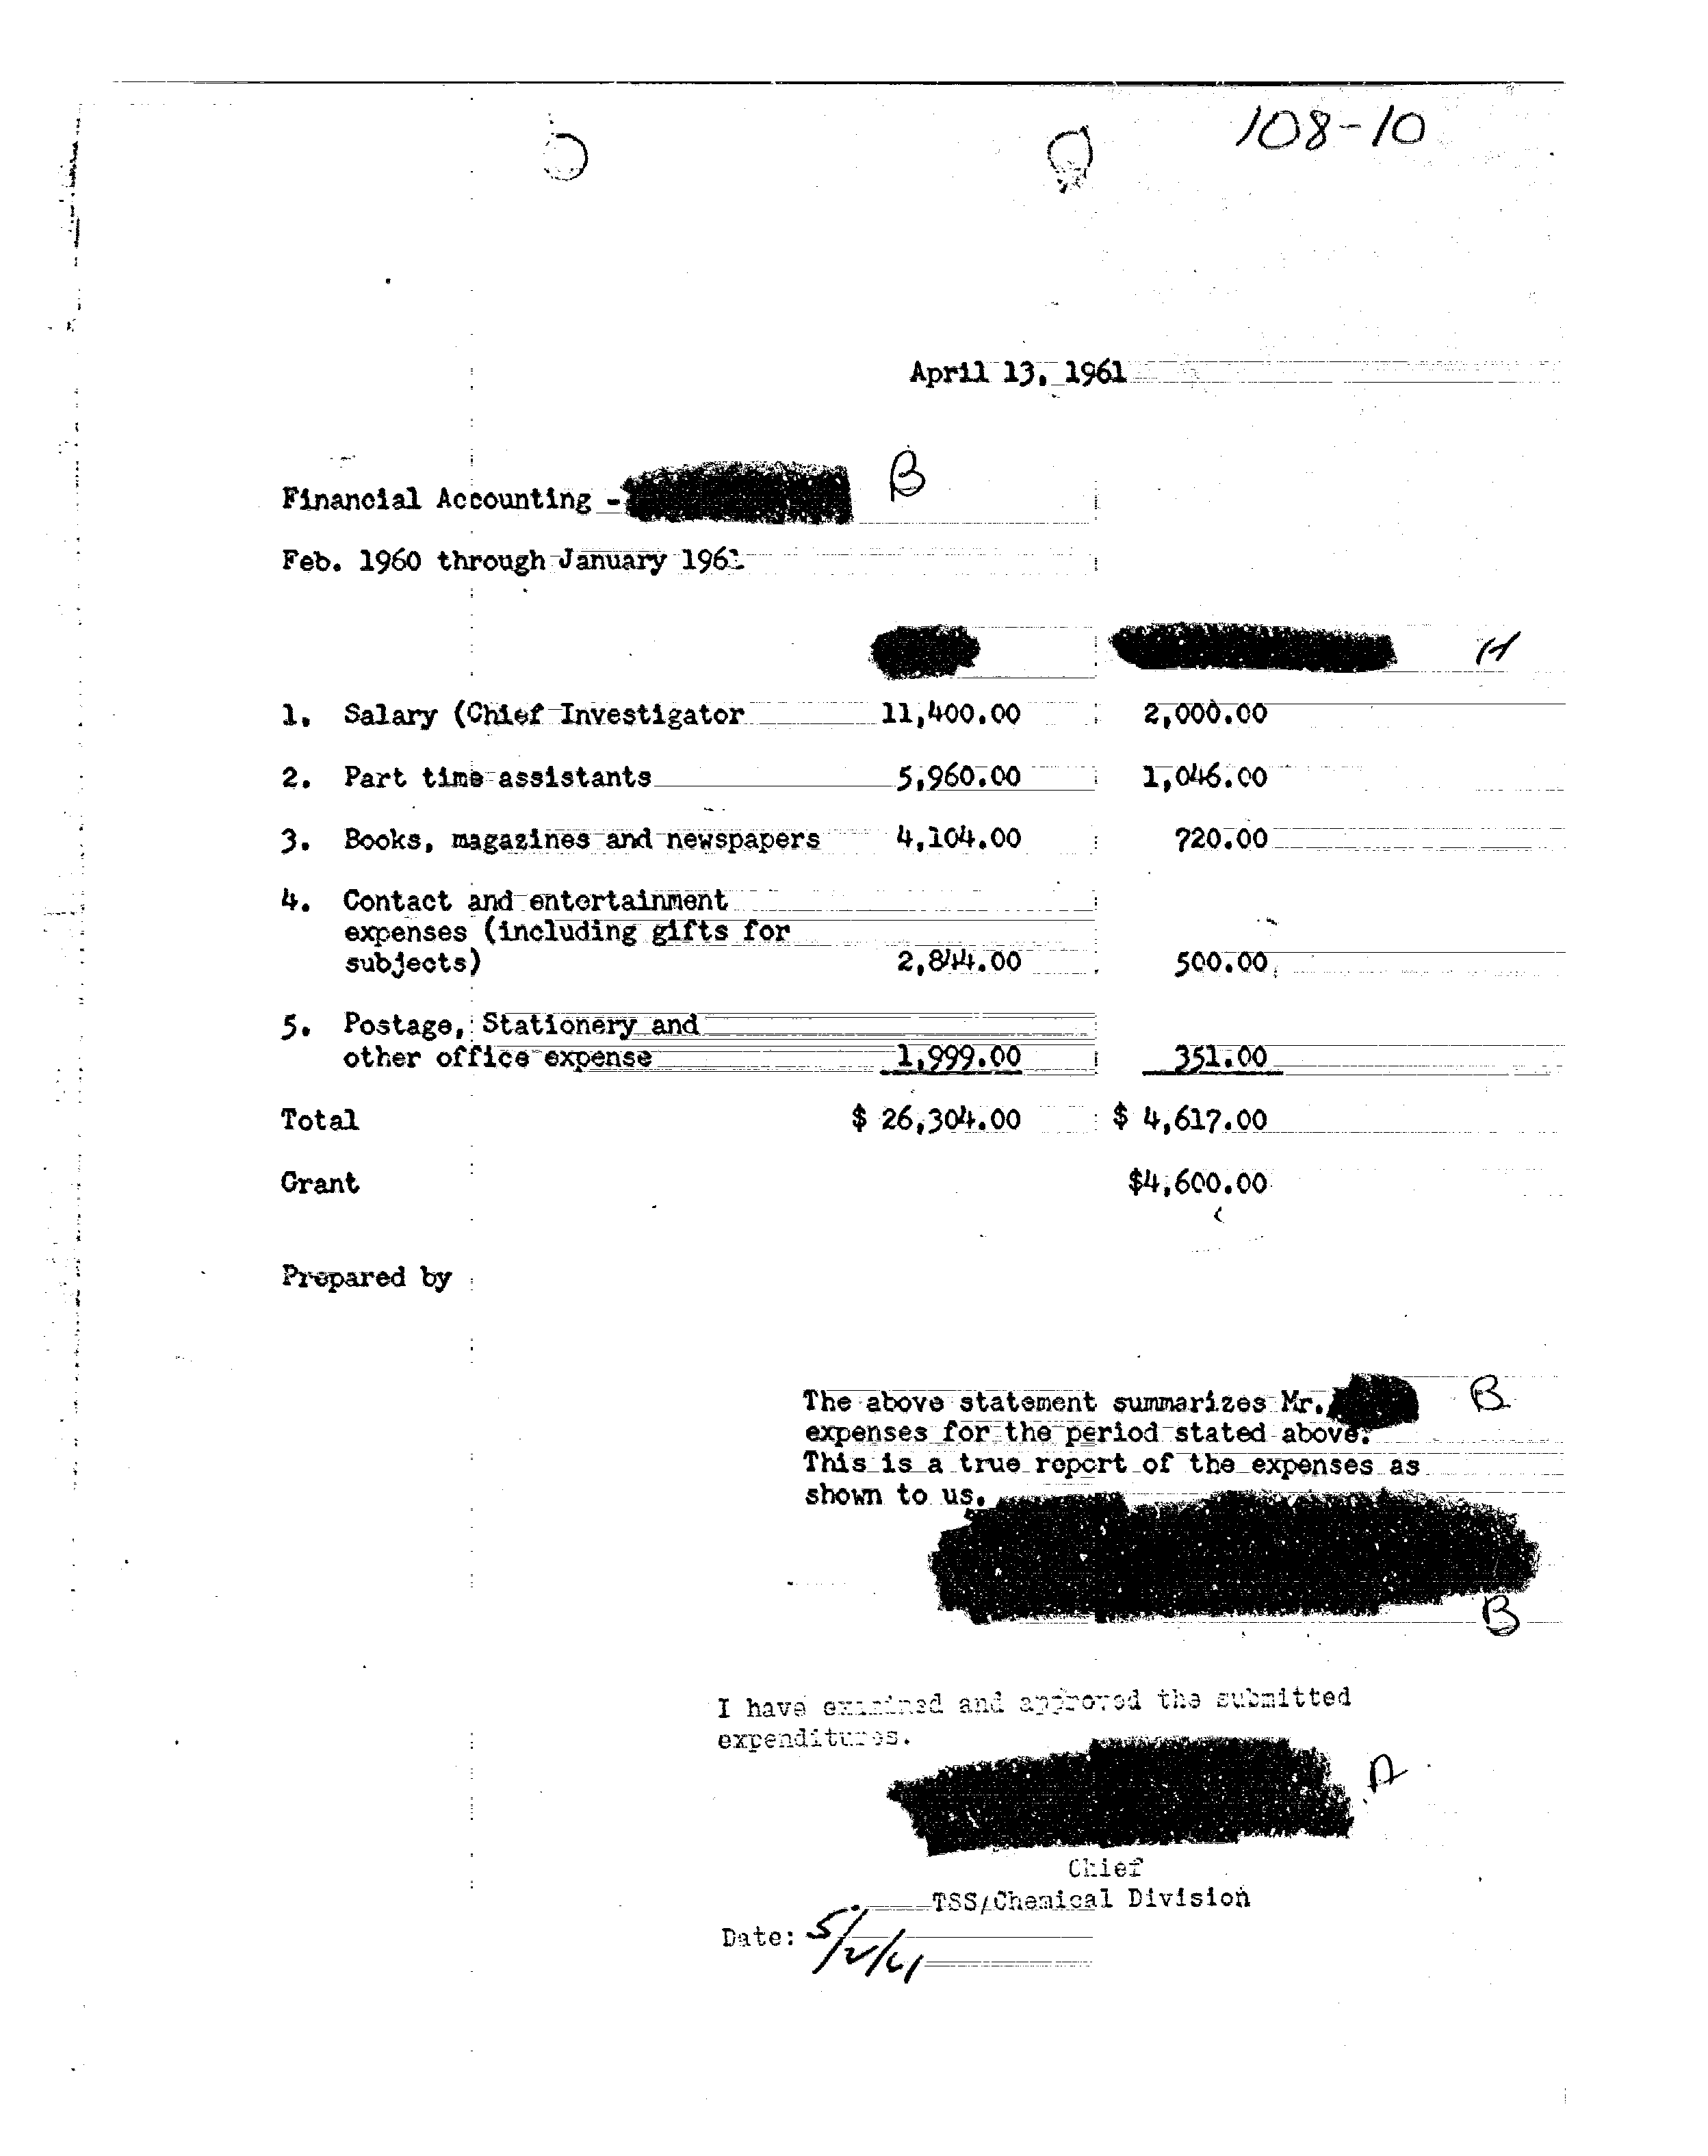 108-10
April 13, 1961
Financial Accounting - B
Feb. 1960 through January 1961
H
1. Salary (Chief Investigator 11,400.00 2,000.00
2. Part time assistants 5,960.00 1,046.00
3. Books, magazines and newspapers 4,104.00 720.00
4. Contact and entertainment
expenses (including gifts for
subjects) 2,844.00 500.00
5. Postage, Stationery and
other office expense 1,999.00 351.00
Total $ 26,304.00 $ 4,617.00
Grant $4,600.00
Prepared by
The above statement summarizes Mr. B
expenses for the period stated above.
This is a true report of the expenses as
shown to us.
B
I have examined and approved the submitted
expenditures.
A
Chief
TSS/Chemical Division
Date: 5/2/61